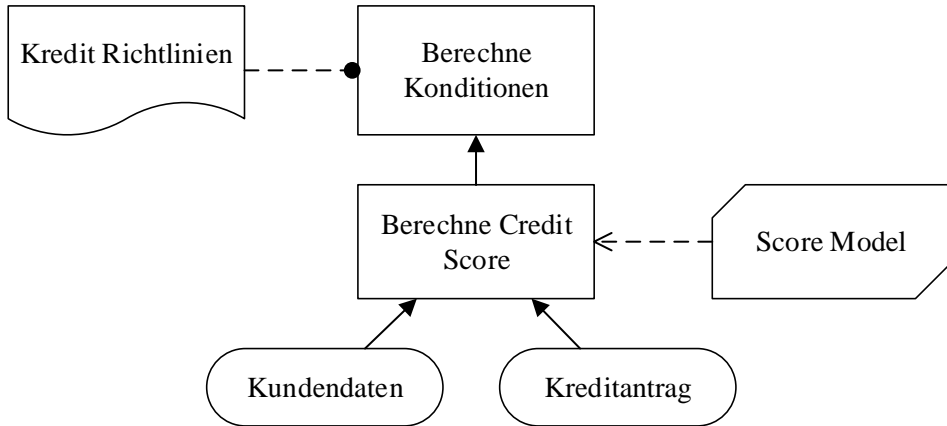 Kredit Richtlinien
Berechne
Konditionen
Berechne Credit
Score
Score Model
Kundendaten
Kreditantrag